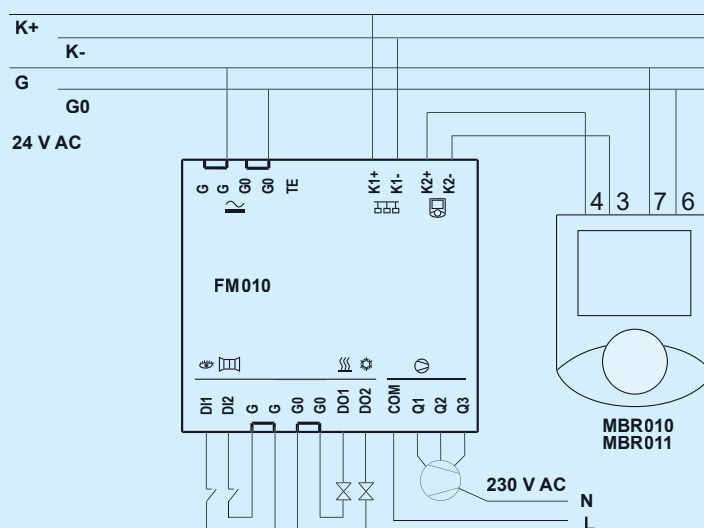 K+
K-
G
G0
24 V AC
G G G0 G0 TE K1+ K1- K2+ K2-
4 3 7 6
FM010
DI1 DI2 G G G0 G0 DO1 DO2 COM Q1 Q2 Q3
MBR010
MBR011
230 V AC
N
L